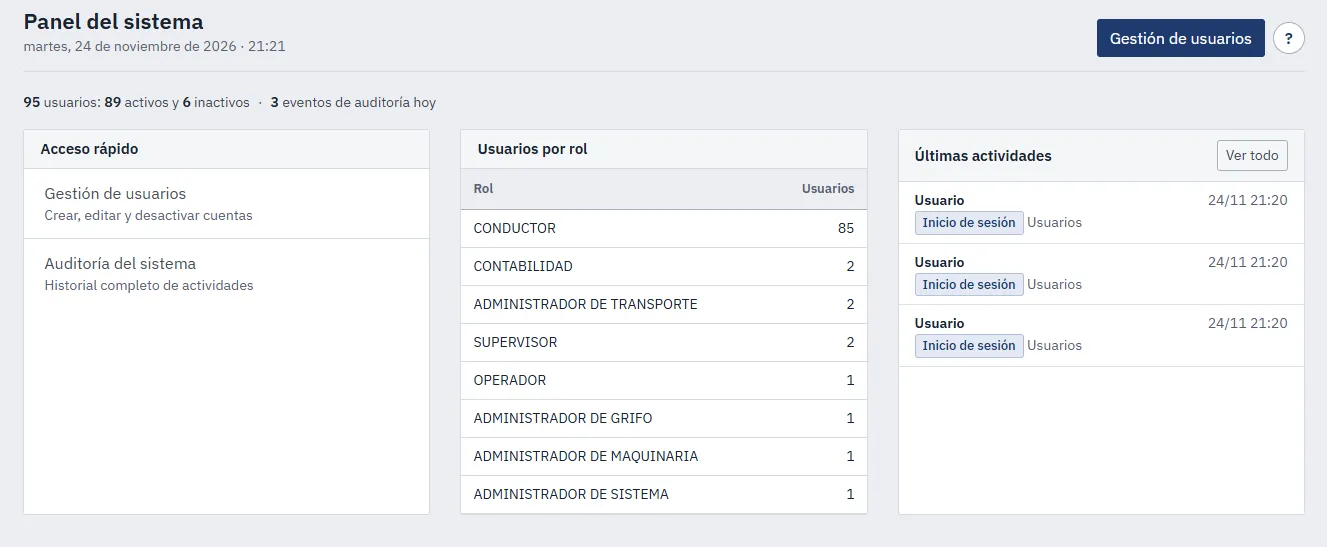 Panel del sistema
martes, 24 de noviembre de 2026 · 21:21
Gestión de usuarios
?
95 usuarios: 89 activos y 6 inactivos · 3 eventos de auditoría hoy
Acceso rápido
Gestión de usuarios
Crear, editar y desactivar cuentas
Auditoría del sistema
Historial completo de actividades
Usuarios por rol
Rol Usuarios
CONDUCTOR 85
CONTABILIDAD 2
ADMINISTRADOR DE TRANSPORTE 2
SUPERVISOR 2
OPERADOR 1
ADMINISTRADOR DE GRIFO 1
ADMINISTRADOR DE MAQUINARIA 1
ADMINISTRADOR DE SISTEMA 1
Últimas actividades Ver todo
Usuario 24/11 21:20
Inicio de sesión Usuarios
Usuario 24/11 21:20
Inicio de sesión Usuarios
Usuario 24/11 21:20
Inicio de sesión Usuarios